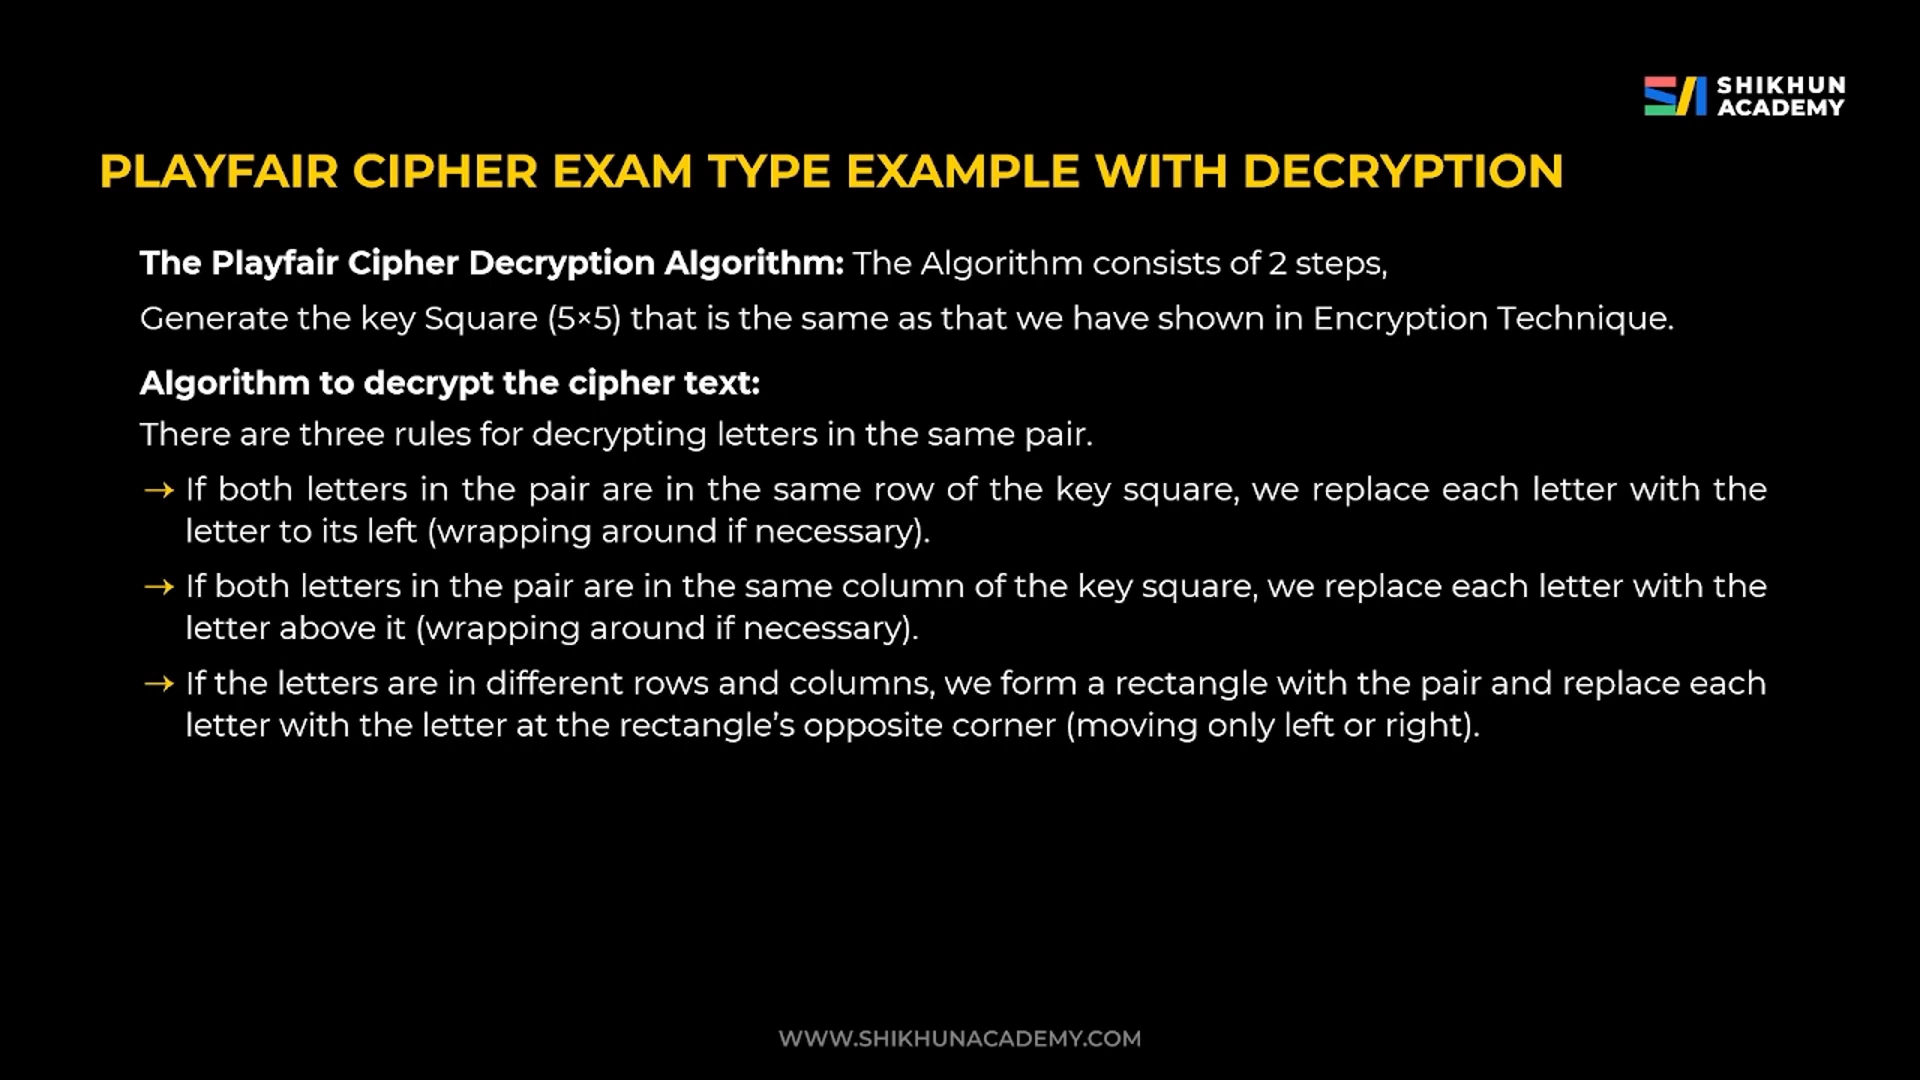 SHIKHUN
ACADEMY
PLAYFAIR CIPHER EXAM TYPE EXAMPLE WITH DECRYPTION
The Playfair Cipher Decryption Algorithm: The Algorithm consists of 2 steps,
Generate the key Square (5×5) that is the same as that we have shown in Encryption Technique.
Algorithm to decrypt the cipher text:
There are three rules for decrypting letters in the same pair.
→ If both letters in the pair are in the same row of the key square, we replace each letter with the
letter to its left (wrapping around if necessary).
→ If both letters in the pair are in the same column of the key square, we replace each letter with the
letter above it (wrapping around if necessary).
→ If the letters are in different rows and columns, we form a rectangle with the pair and replace each
letter with the letter at the rectangle’s opposite corner (moving only left or right).
WWW.SHIKHUNACADEMY.COM